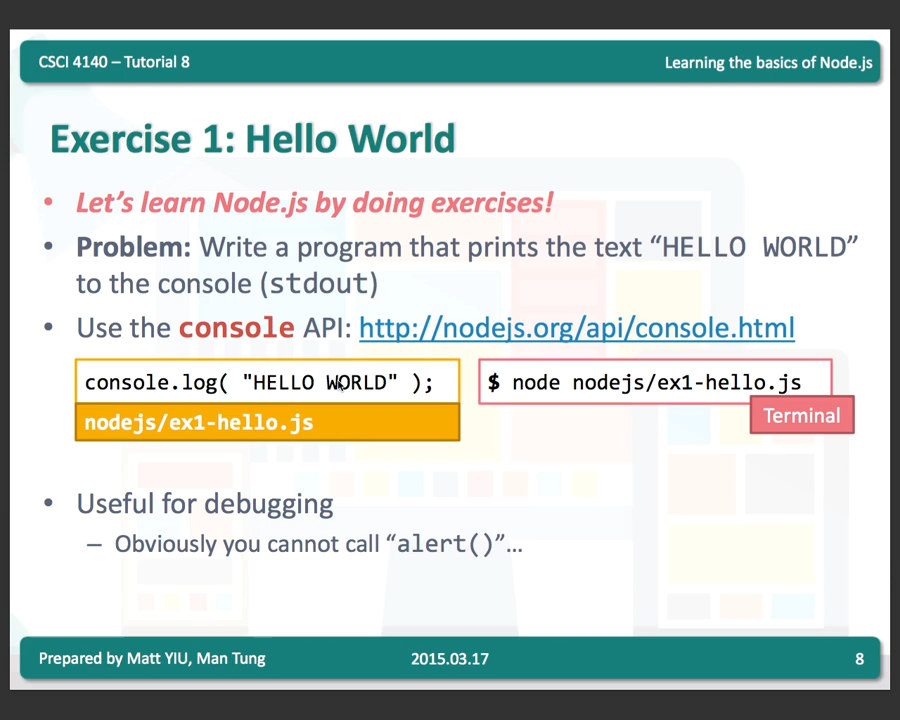 CSCI 4140 – Tutorial 8
Learning the basics of Node.js
Exercise 1: Hello World
• Let's learn Node.js by doing exercises!
• Problem: Write a program that prints the text “HELLO WORLD”
to the console (stdout)
• Use the console API: http://nodejs.org/api/console.html
console.log( "HELLO WORLD" );
nodejs/ex1-hello.js
$ node nodejs/ex1-hello.js
Terminal
• Useful for debugging
– Obviously you cannot call “alert()”…
Prepared by Matt YIU, Man Tung
2015.03.17
8